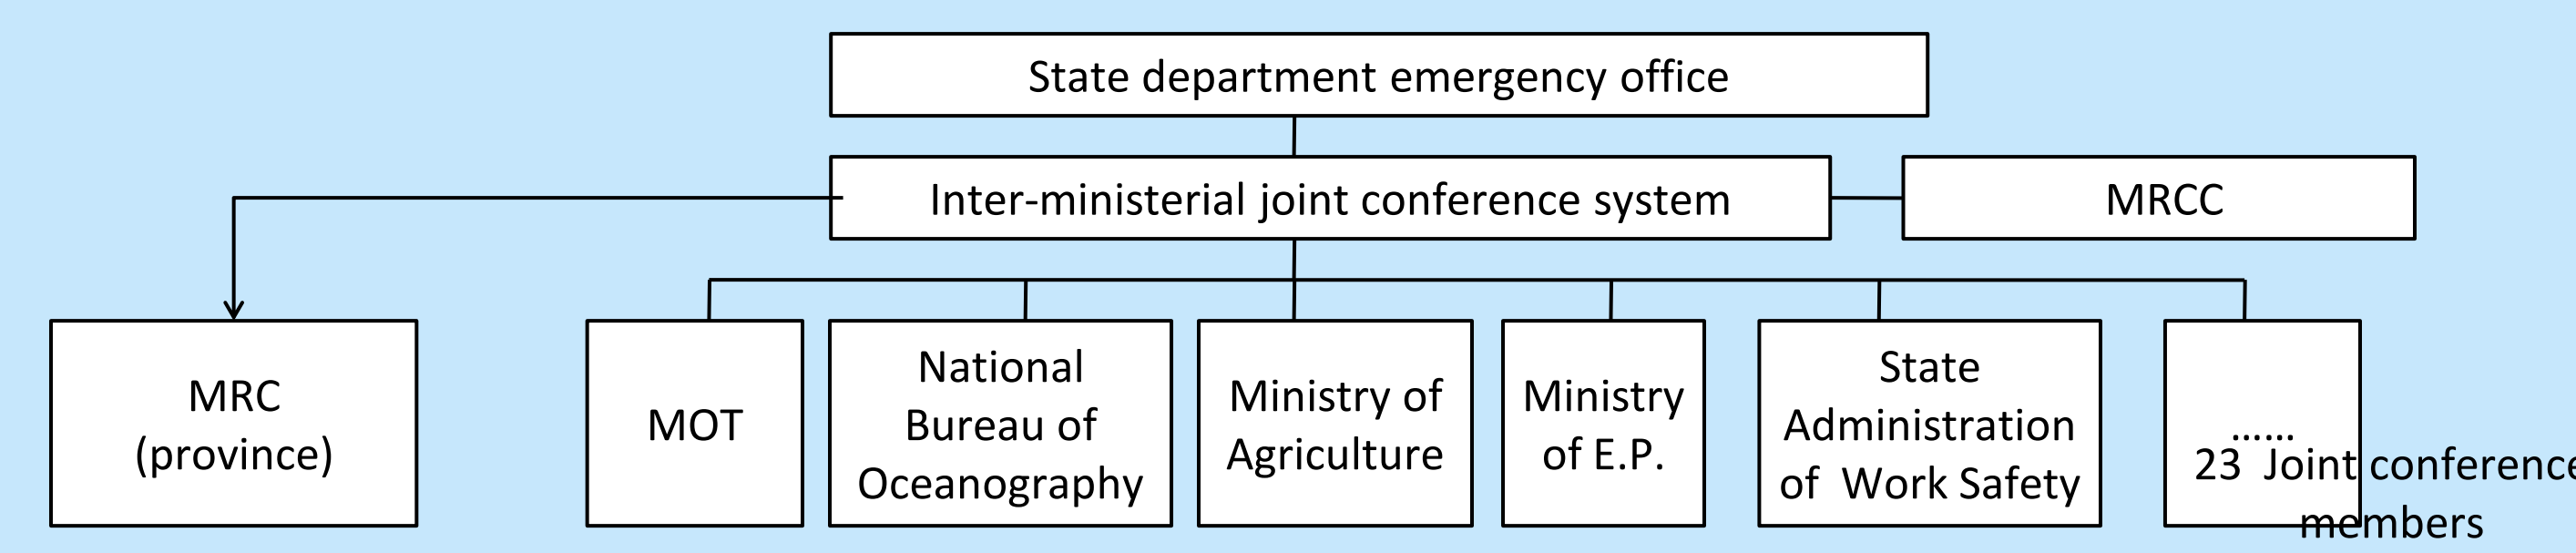 State department emergency office
Inter-ministerial joint conference system
MRCC
MRC
(province)
MOT
National
Bureau of
Oceanography
Ministry of
Agriculture
Ministry
of E.P.
State
Administration
of Work Safety
......
23 Joint conference
members